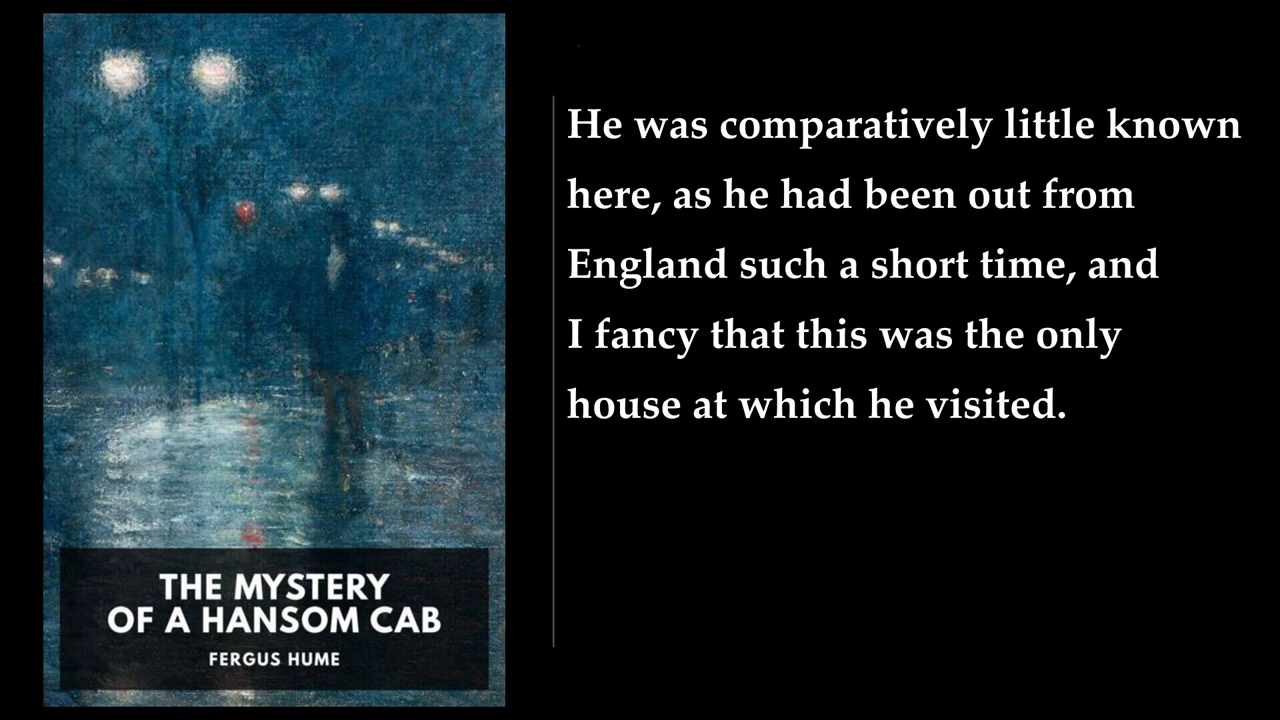 He was comparatively little known
here, as he had been out from
England such a short time, and
I fancy that this was the only
house at which he visited.
THE MYSTERY
OF A HANSOM CAB
FERGUS HUME